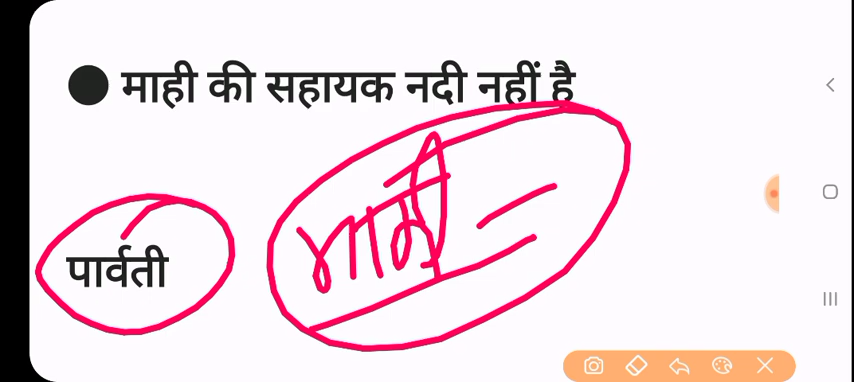 ● माही की सहायक नदी नहीं है
पार्वती